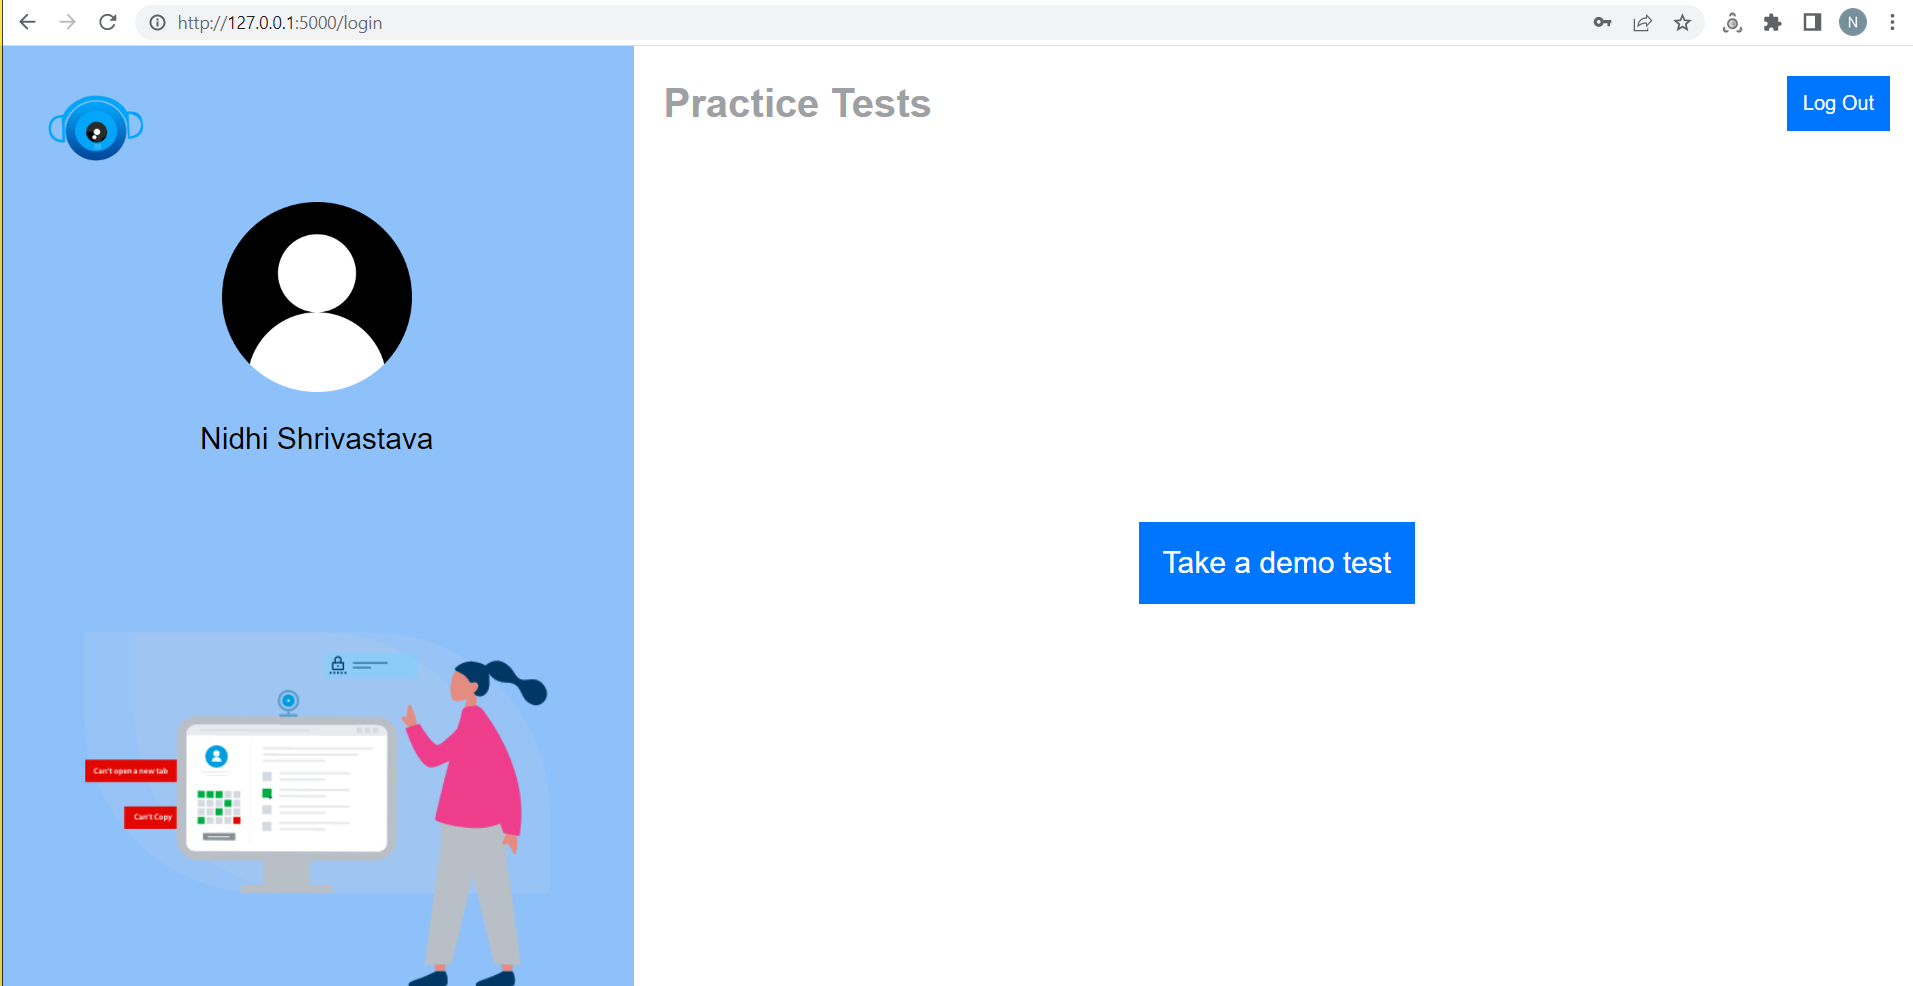 http://127.0.0.1:5000/login
N
Practice Tests
Log Out
Nidhi Shrivastava
Take a demo test
Can't open a new tab
Can't Copy